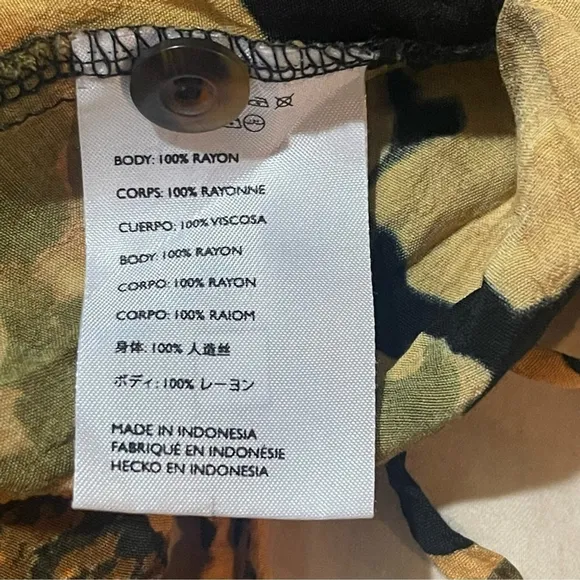 BODY: 100% RAYON
CORPS: 100% RAYONNE
CUERPO: 100% VISCOSA
BODY: 100% RAYON
CORPO: 100% RAYON
CORPO: 100% RAIOM
身体: 100% 人造丝
ボディ: 100% レーヨン
MADE IN INDONESIA
FABRIQUÉ EN INDONÉSIE
HECKO EN INDONESIA